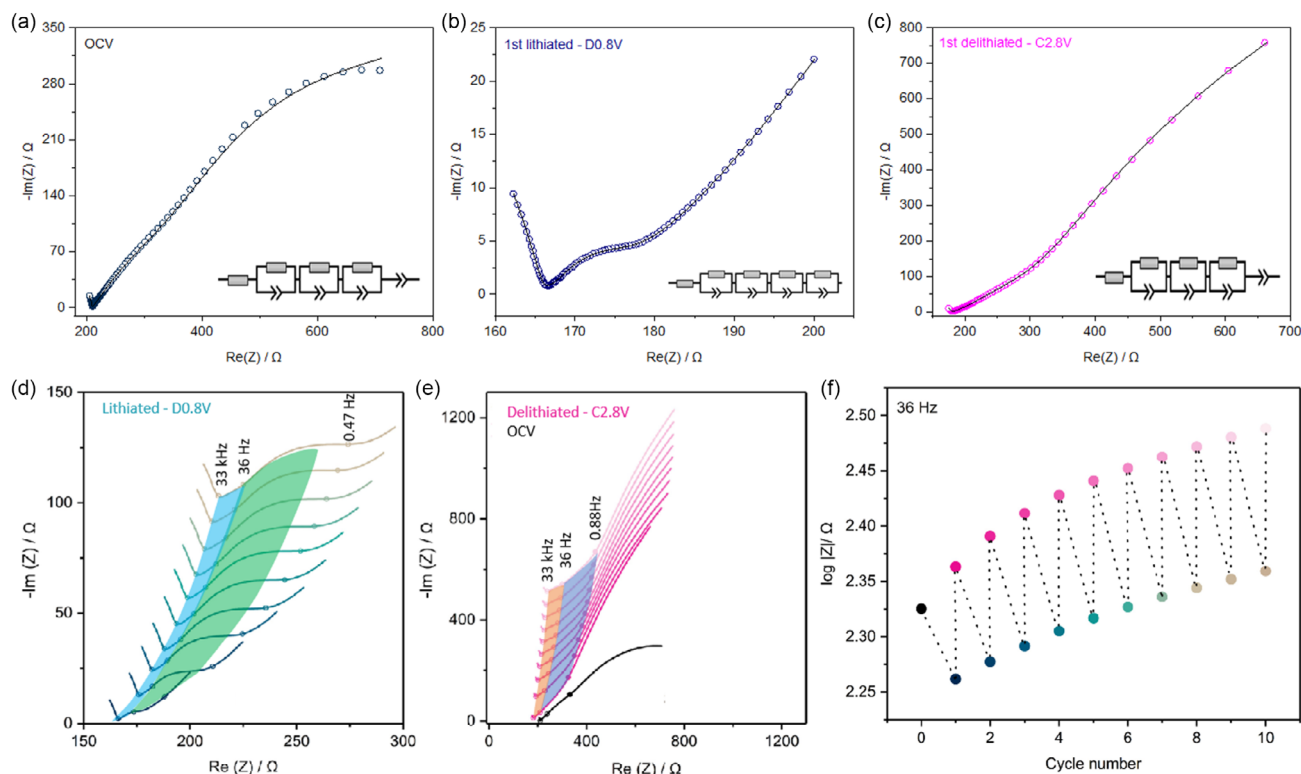 (a)
OCV
-Im(Z) / Ω
350
280
210
140
70
0
200
400
600
800
Re(Z) / Ω
(b)
1st lithiated - D0.8V
-Im(Z) / Ω
25
20
15
10
5
0
160
170
180
190
200
Re(Z) / Ω
(c)
1st delithiated - C2.8V
-Im(Z) / Ω
800
700
600
500
400
300
200
100
0
200
300
400
500
600
700
Re(Z) / Ω
(d)
Lithiated - D0.8V
33 kHz
36 Hz
0.47 Hz
-Im (Z) / Ω
150
100
50
0
200
250
300
Re (Z) / Ω
(e)
Delithiated - C2.8V
OCV
33 kHz
36 Hz
0.88Hz
-Im (Z) / Ω
1200
800
400
0
0
400
800
1200
Re (Z) / Ω
(f)
36 Hz
log |Z|/ Ω
2.50
2.45
2.40
2.35
2.30
2.25
0
2
4
6
8
10
Cycle number